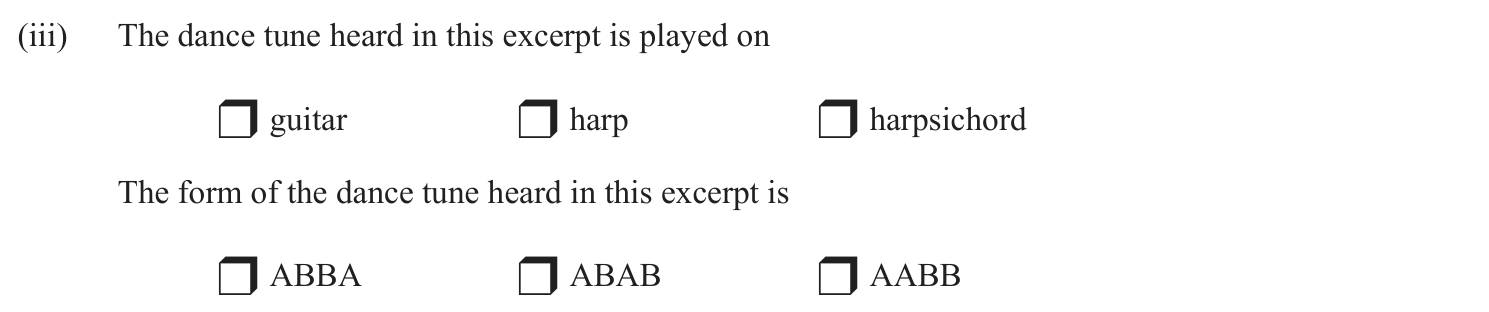 (iii) The dance tune heard in this excerpt is played on
guitar harp harpsichord
The form of the dance tune heard in this excerpt is
ABBA ABAB AABB